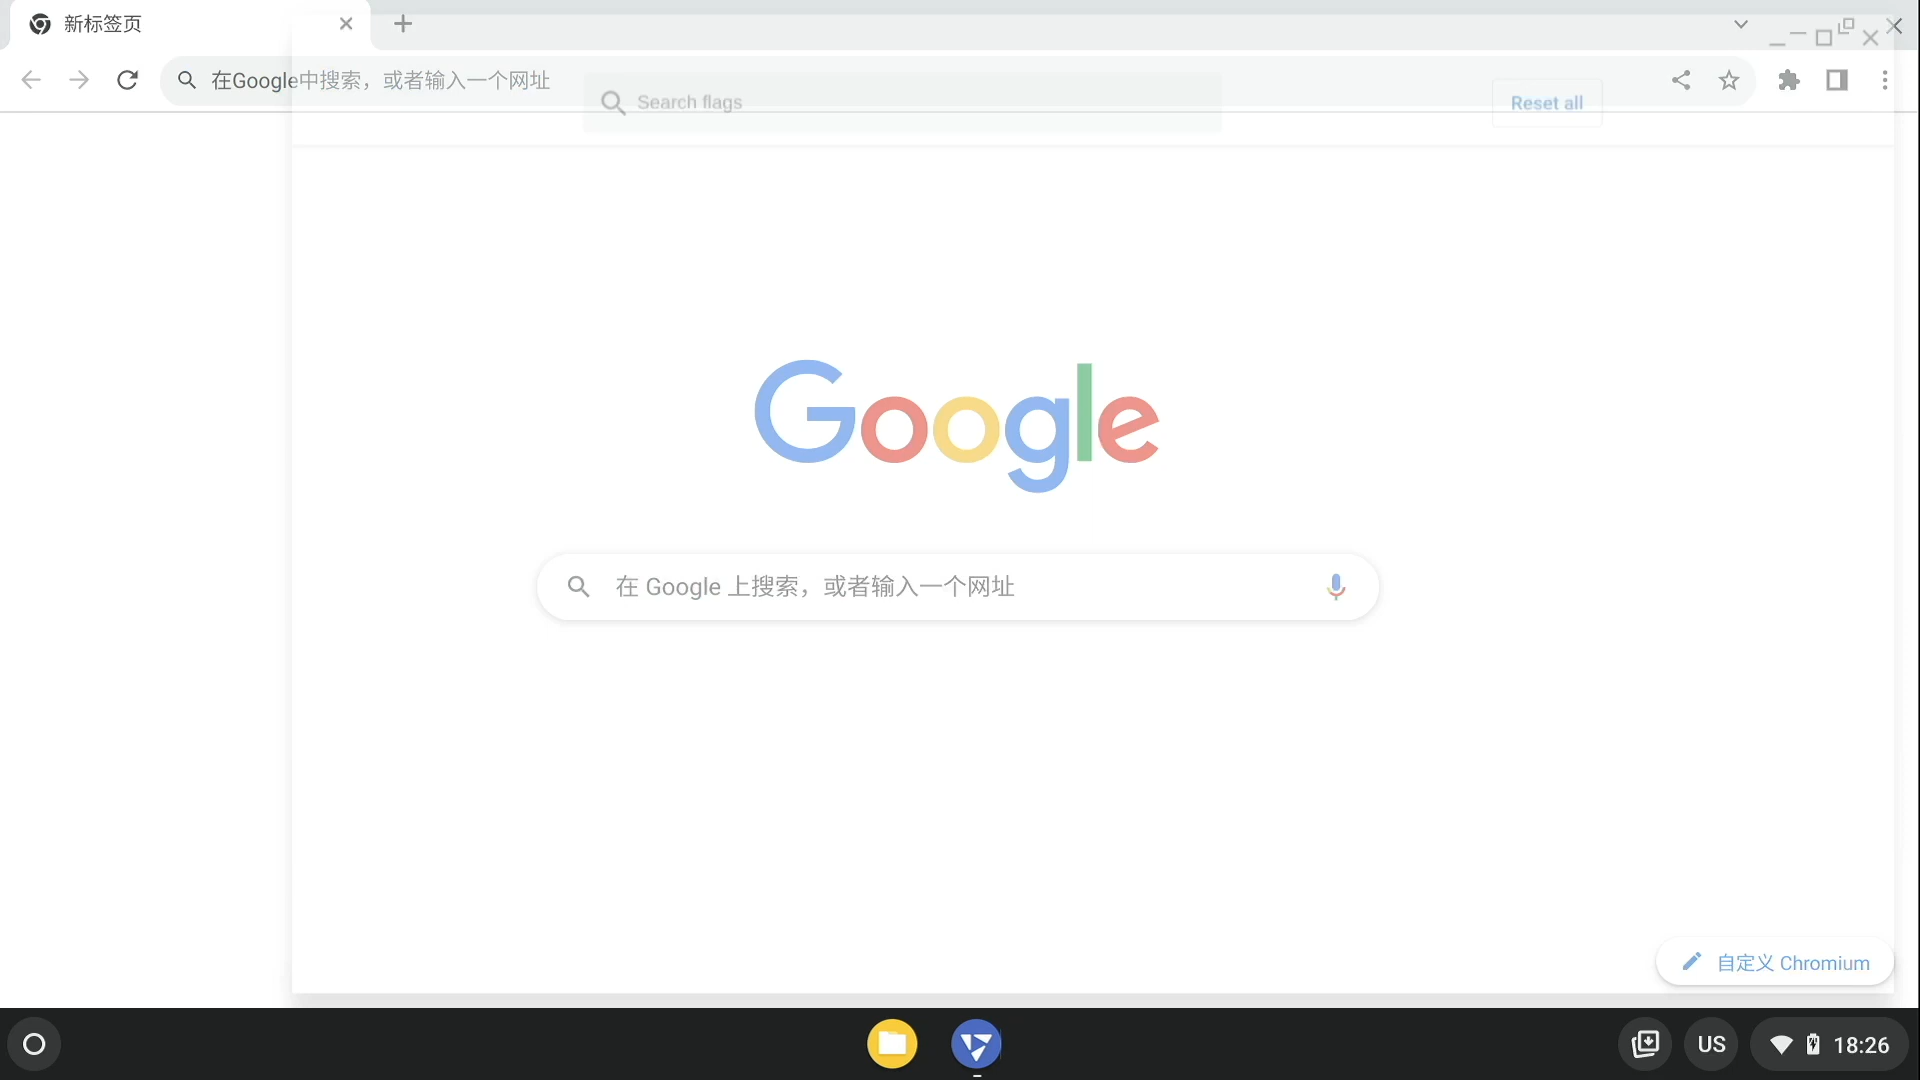 新标签页
在Google中搜索，或者输入一个网址
Search flags
Reset all
Google
在 Google 上搜索，或者输入一个网址
自定义 Chromium
US
18:26